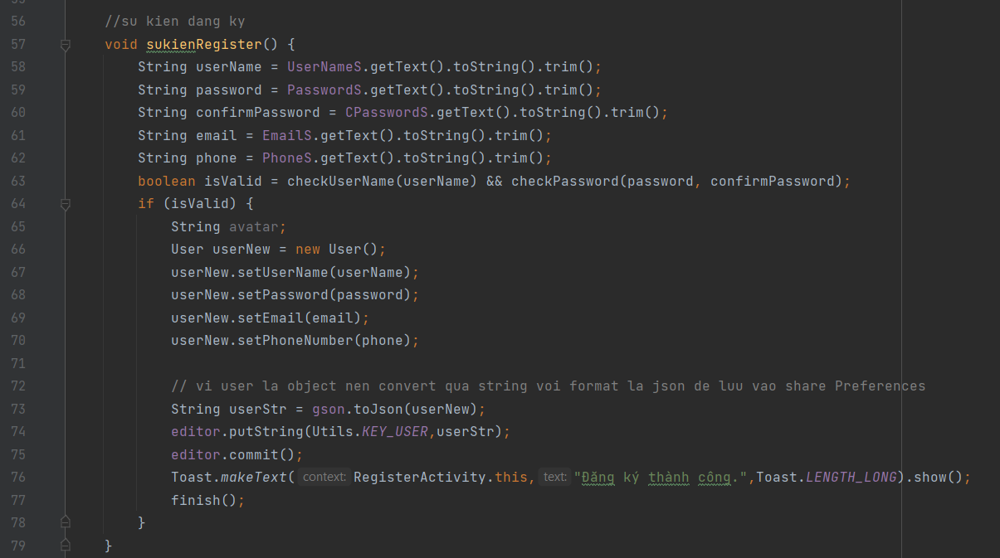 56 //su kien dang ky
57 void sukienRegister() {
58 String userName = UserNameS.getText().toString().trim();
59 String password = PasswordS.getText().toString().trim();
60 String confirmPassword = CPasswordS.getText().toString().trim();
61 String email = EmailS.getText().toString().trim();
62 String phone = PhoneS.getText().toString().trim();
63 boolean isValid = checkUserName(userName) && checkPassword(password, confirmPassword);
64 if (isValid) {
65 String avatar;
66 User userNew = new User();
67 userNew.setUserName(userName);
68 userNew.setPassword(password);
69 userNew.setEmail(email);
70 userNew.setPhoneNumber(phone);
71
72 // vi user la object nen convert qua string voi format la json de luu vao share Preferences
73 String userStr = gson.toJson(userNew);
74 editor.putString(Utils.KEY_USER,userStr);
75 editor.commit();
76 Toast.makeText( context: RegisterActivity.this, text: "Đăng ký thành công.",Toast.LENGTH_LONG).show();
77 finish();
78 }
79 }